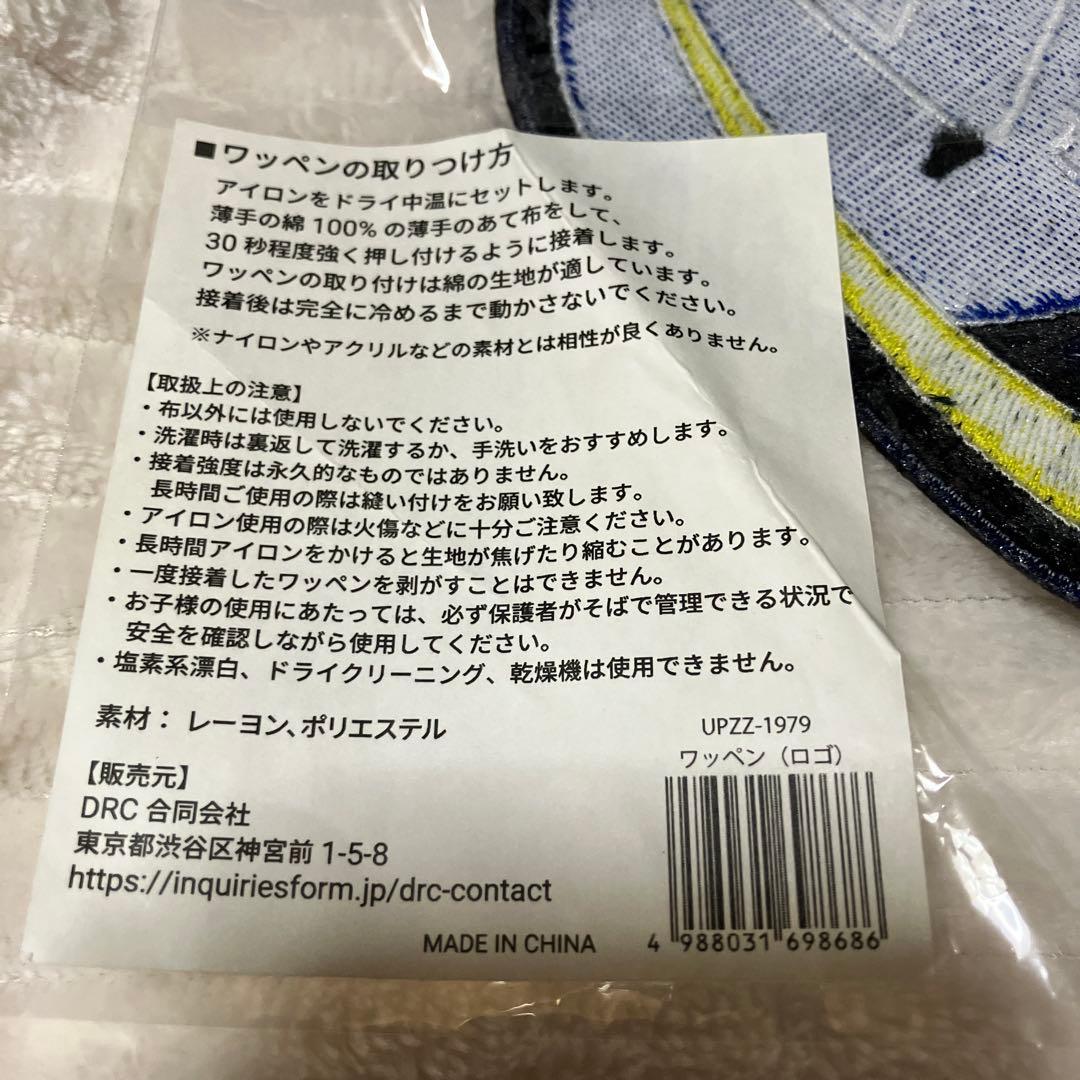 ■ワッペンの取りつけ方
アイロンをドライ中温にセットします。
薄手の綿100%の薄手のあて布をして、
30秒程度強く押し付けるように接着します。
ワッペンの取り付けは綿の生地が適しています。
接着後は完全に冷めるまで動かさないでください。
※ナイロンやアクリルなどの素材とは相性が良くありません。
【取扱上の注意】
・布以外には使用しないでください。
・洗濯時は裏返して洗濯するか、手洗いをおすすめします。
・接着強度は永久的なものではありません。
長時間ご使用の際は縫い付けをお願い致します。
・アイロン使用の際は火傷などに十分ご注意ください。
・長時間アイロンをかけると生地が焦げたり縮むことがあります。
・一度接着したワッペンを剥がすことはできません。
・お子様の使用にあたっては、必ず保護者がそばで管理できる状況で
安全を確認しながら使用してください。
・塩素系漂白、ドライクリーニング、乾燥機は使用できません。
素材：レーヨン、ポリエステル
UPZZ-1979
ワッペン（ロゴ）
【販売元】
DRC合同会社
東京都渋谷区神宮前1-5-8
https://inquiriesform.jp/drc-contact
MADE IN CHINA
4 988031 698686